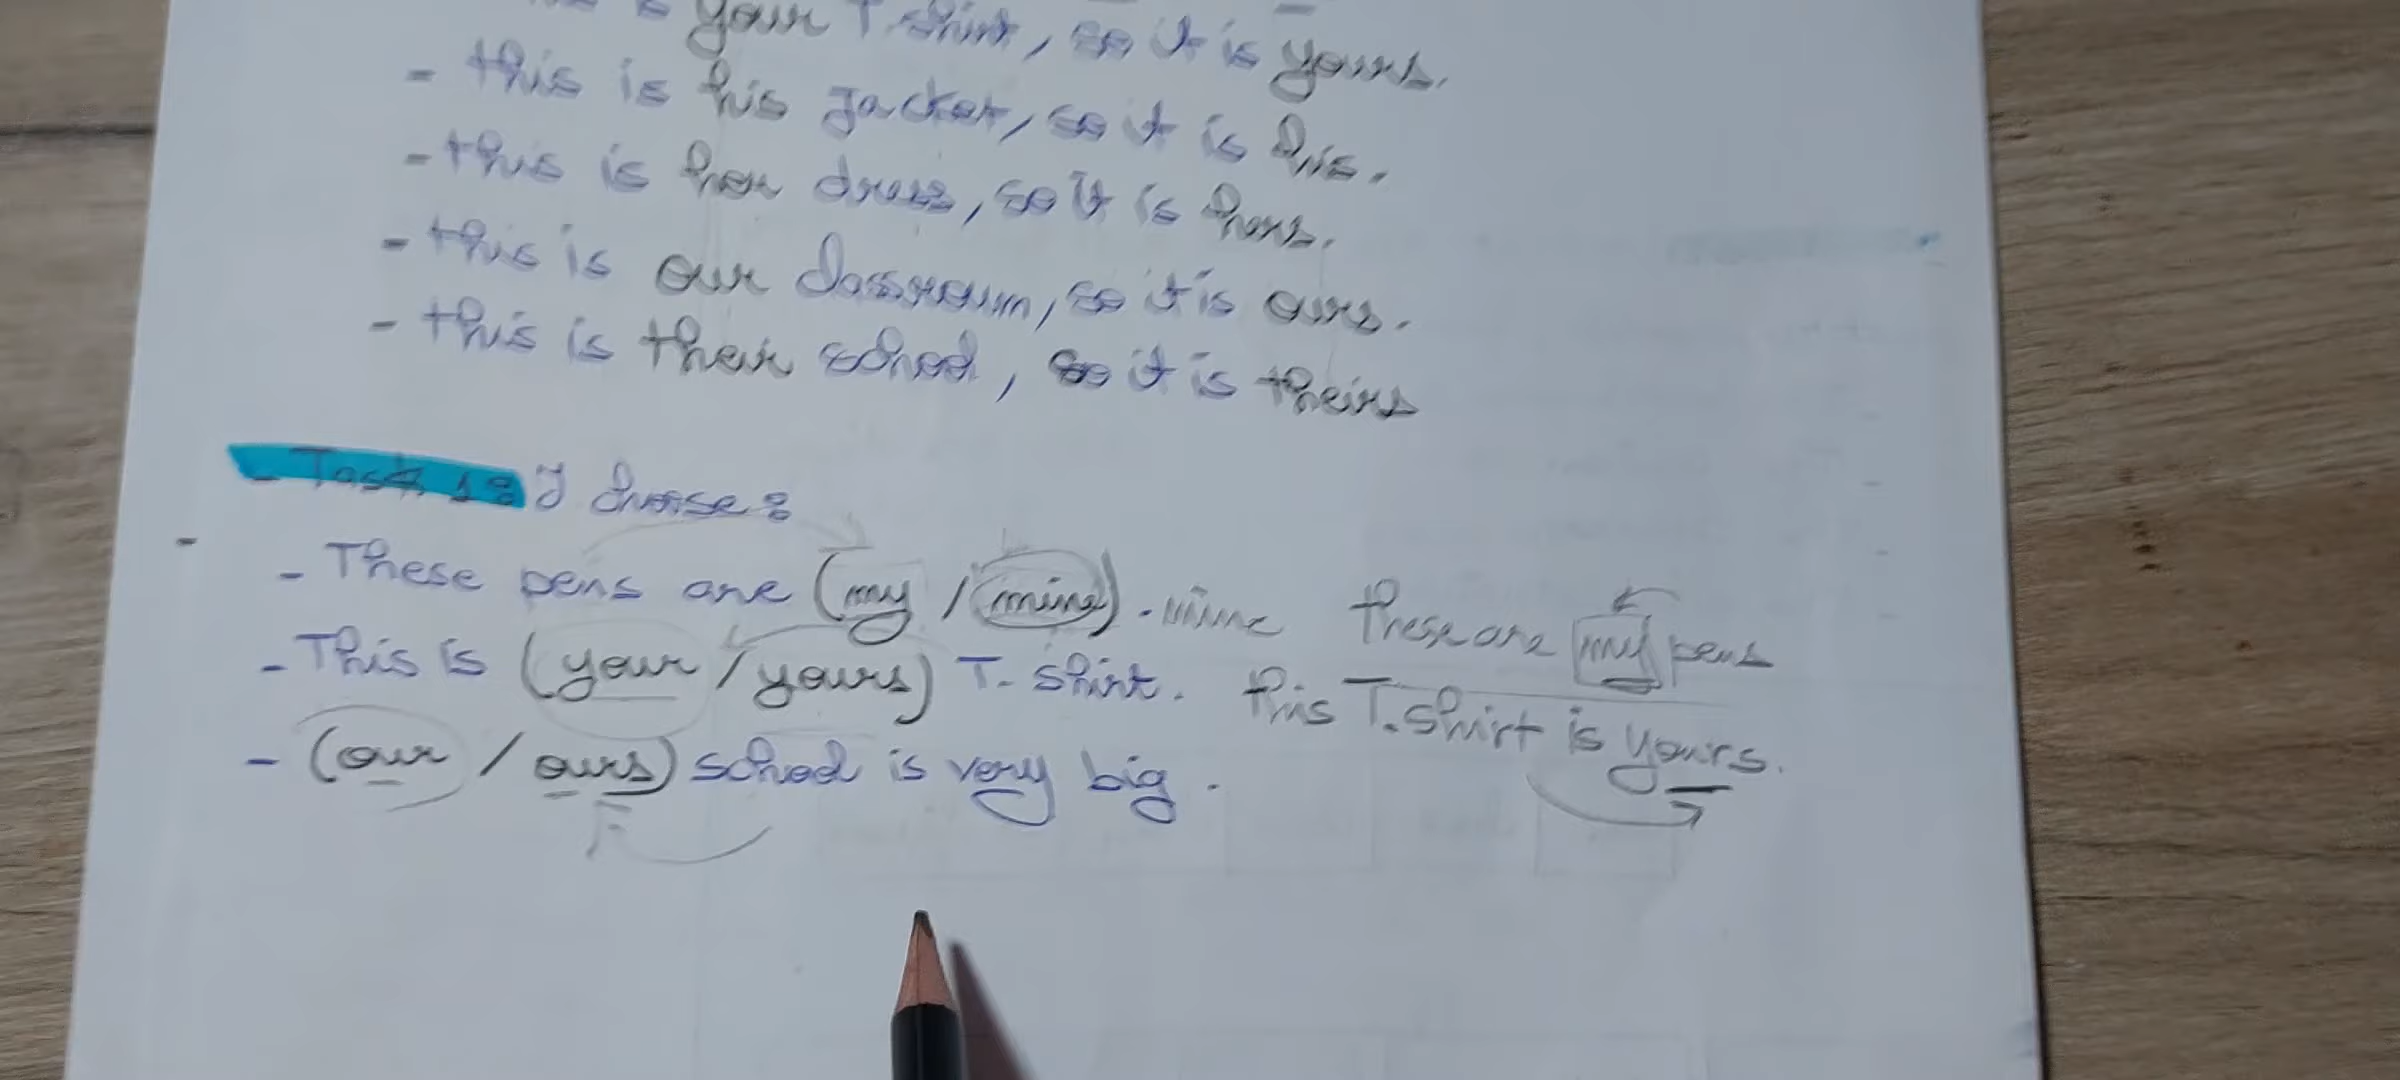 is your T.shirt, so it is yours.
- this is his Jacket, so it is his.
- this is her dress, so it is hers.
- this is our classroum, so it is ours.
- this is their school, so it is theirs
- Task 1: I choose:
- These pens are (my / mine). mine these are my pens
- This is (your / yours) T-shirt. this T.shirt is yours.
- (our / ours) school is very big.